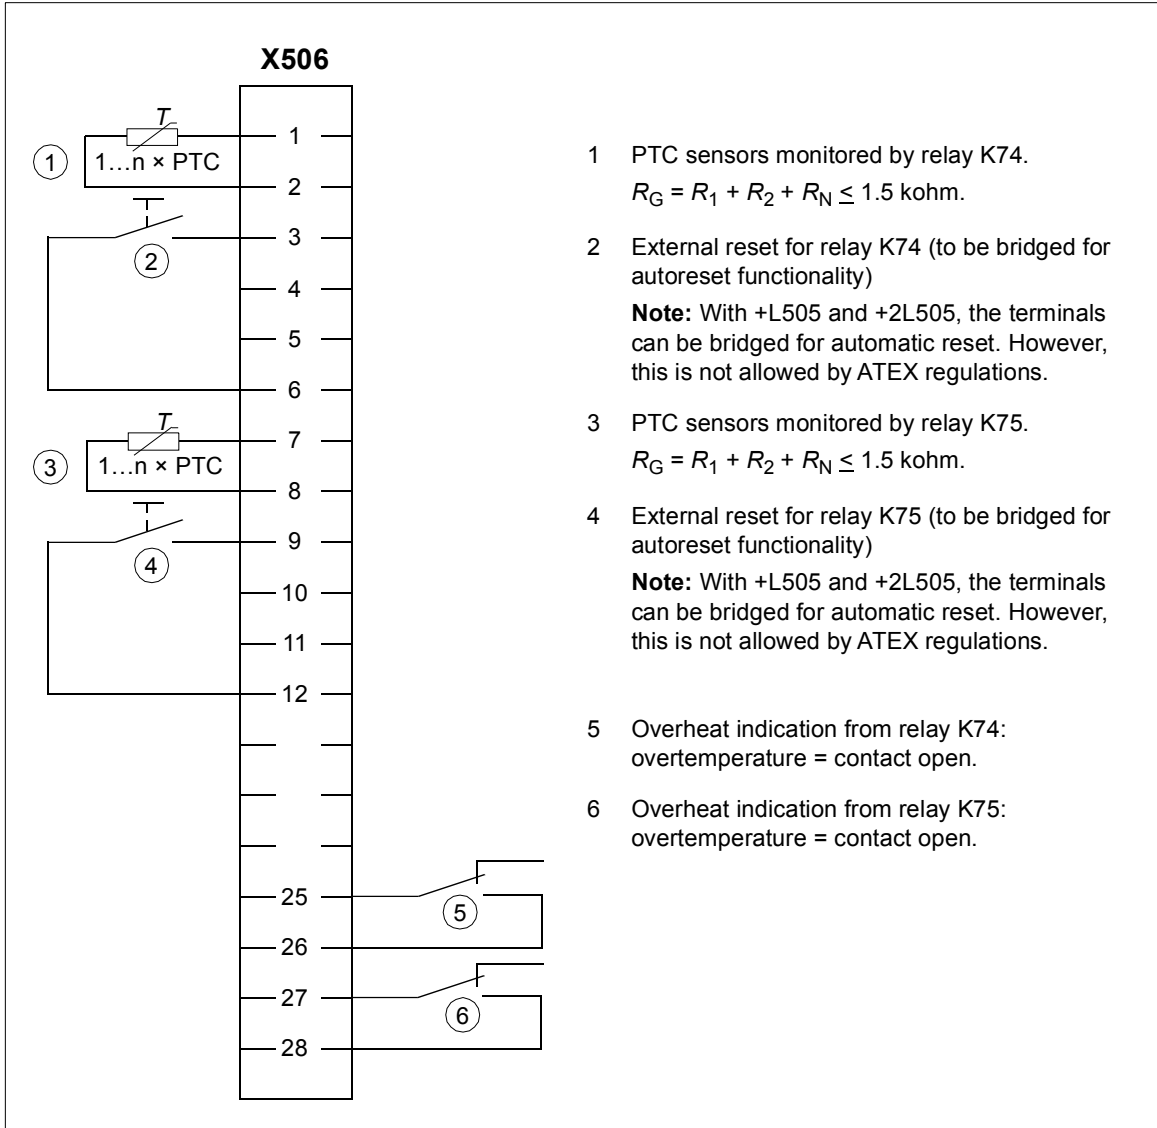 X506
T
1
1
1…n × PTC
2
3
2
4
5
6
T
7
3
1…n × PTC
8
9
4
10
11
12
25
5
26
27
6
28
1 PTC sensors monitored by relay K74.
RG = R1 + R2 + RN ≤ 1.5 kohm.
2 External reset for relay K74 (to be bridged for
autoreset functionality)
Note: With +L505 and +2L505, the terminals
can be bridged for automatic reset. However,
this is not allowed by ATEX regulations.
3 PTC sensors monitored by relay K75.
RG = R1 + R2 + RN ≤ 1.5 kohm.
4 External reset for relay K75 (to be bridged for
autoreset functionality)
Note: With +L505 and +2L505, the terminals
can be bridged for automatic reset. However,
this is not allowed by ATEX regulations.
5 Overheat indication from relay K74:
overtemperature = contact open.
6 Overheat indication from relay K75:
overtemperature = contact open.